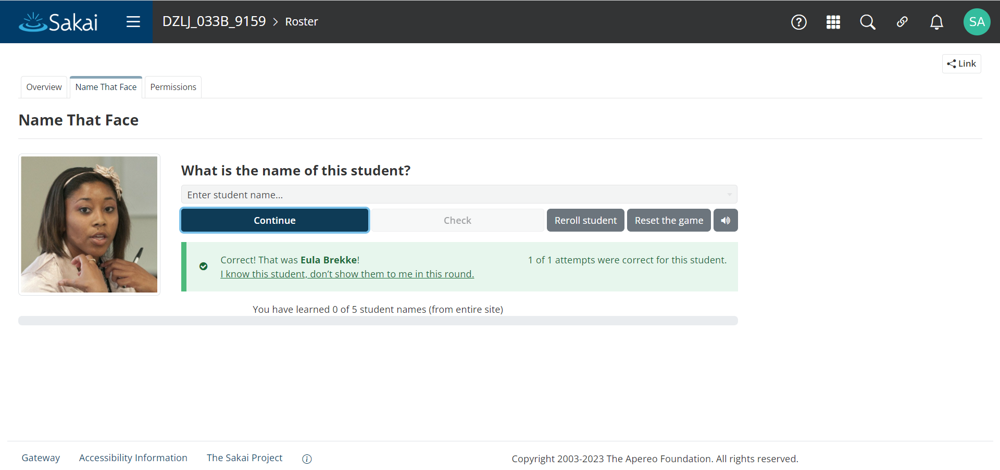 Sakai
DZLJ_033B_9159 > Roster
SA
Link
Overview
Name That Face
Permissions
Name That Face
What is the name of this student?
Enter student name...
Continue
Check
Reroll student
Reset the game
Correct! That was Eula Brekke!
1 of 1 attempts were correct for this student.
I know this student, don’t show them to me in this round.
You have learned 0 of 5 student names (from entire site)
Gateway
Accessibility Information
The Sakai Project
Copyright 2003-2023 The Apereo Foundation. All rights reserved.